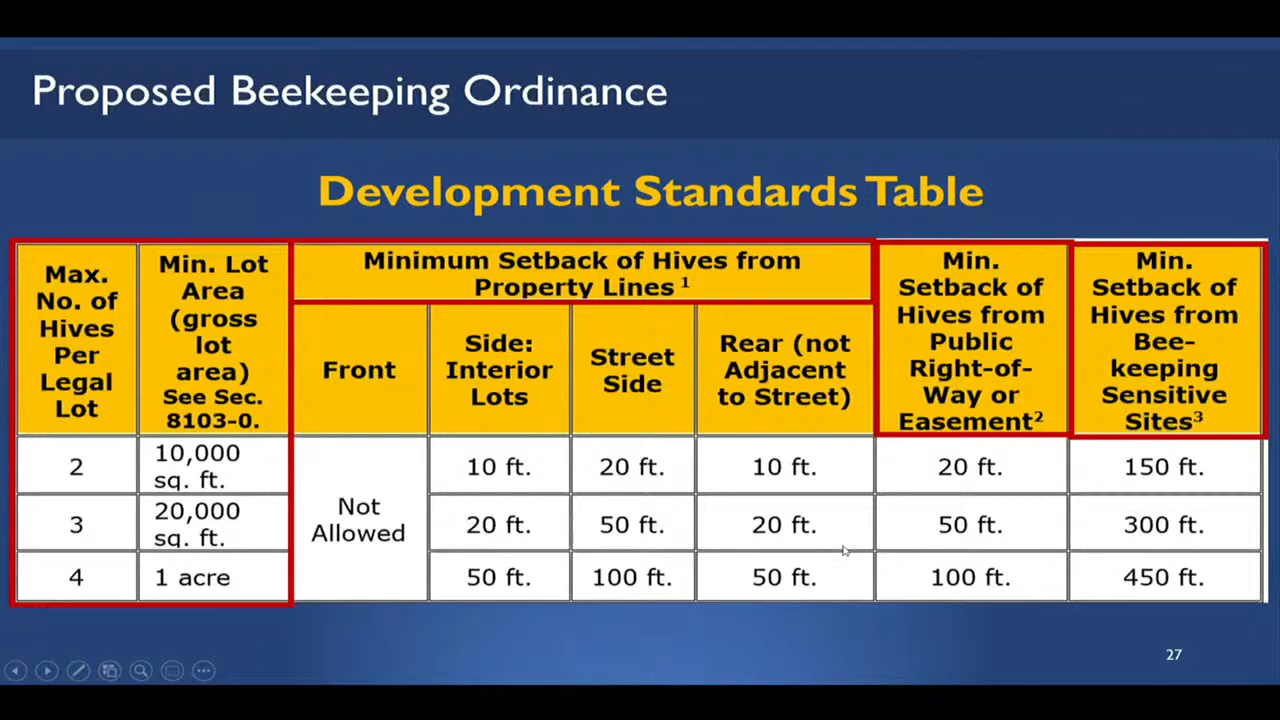 Proposed Beekeeping Ordinance
Development Standards Table
Max.
No. of
Hives
Per
Legal
Lot
Min. Lot
Area
(gross
lot
area)
See Sec.
8103-0.
Minimum Setback of Hives from
Property Lines 1
Front
Side:
Interior
Lots
Street
Side
Rear (not
Adjacent
to Street)
Min.
Setback of
Hives from
Public
Right-of-
Way or
Easement2
Min.
Setback of
Hives from
Bee-
keeping
Sensitive
Sites3
2
10,000
sq. ft.
Not
Allowed
10 ft.
20 ft.
10 ft.
20 ft.
150 ft.
3
20,000
sq. ft.
20 ft.
50 ft.
20 ft.
50 ft.
300 ft.
4
1 acre
50 ft.
100 ft.
50 ft.
100 ft.
450 ft.
27